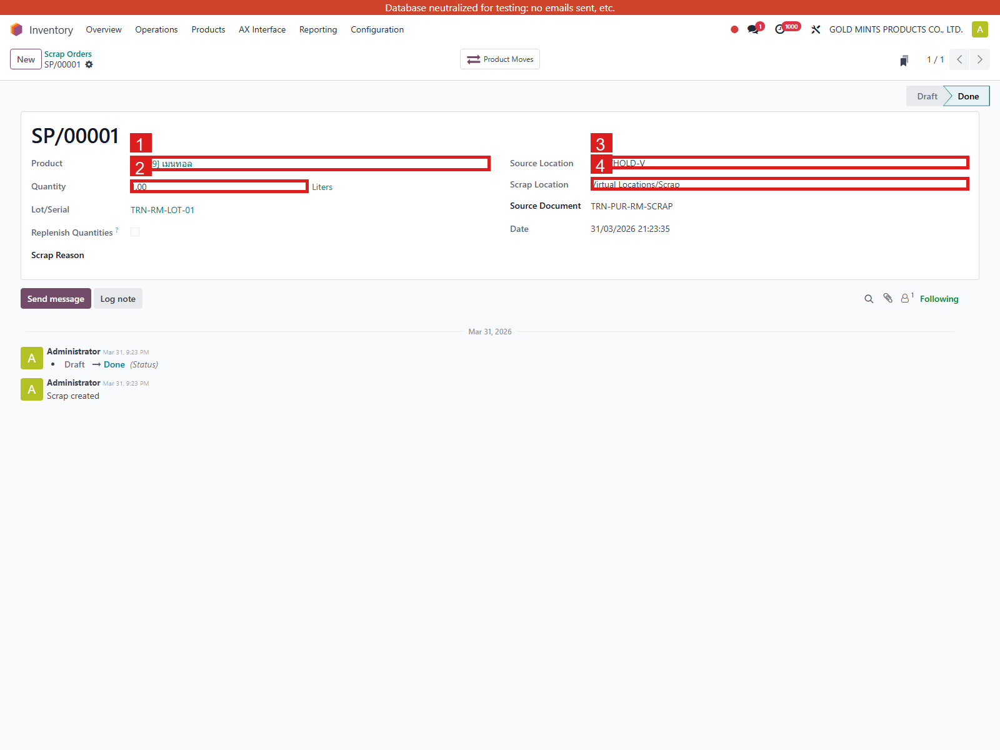 Database neutralized for testing: no emails sent, etc.
Inventory Overview Operations Products AX Interface Reporting Configuration 1 1000 GOLD MINTS PRODUCTS CO., LTD. A
New Scrap Orders Product Moves 1 / 1
SP/00001
Draft Done
SP/00001
1 3
Product 9] เมนทอล Source Location /HOLD-V
2 4
Quantity .00 Liters Scrap Location Virtual Locations/Scrap
Lot/Serial TRN-RM-LOT-01 Source Document TRN-PUR-RM-SCRAP
Replenish Quantities ? Date 31/03/2026 21:23:35
Scrap Reason
Send message Log note 1 Following
Mar 31, 2026
A Administrator Mar 31, 9:23 PM
• Draft → Done (Status)
A Administrator Mar 31, 9:23 PM
Scrap created